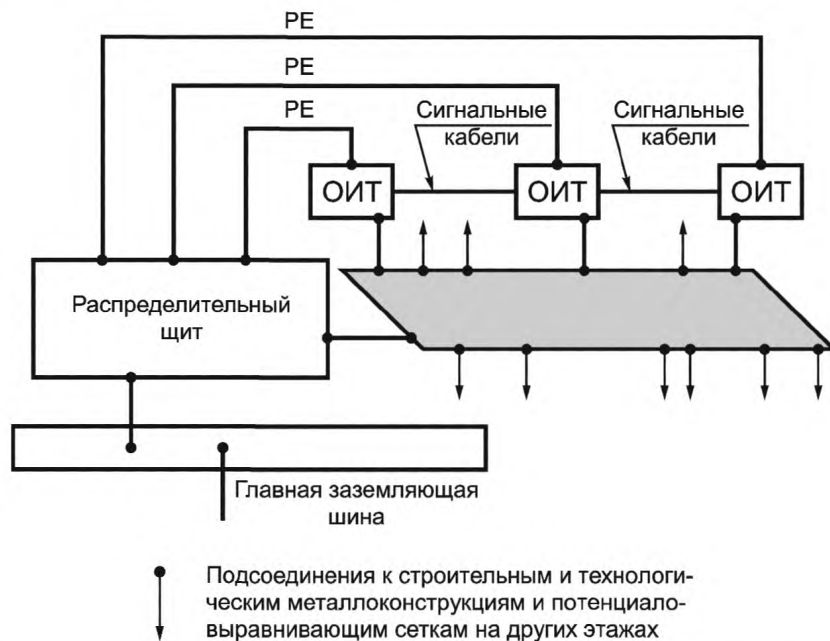 PE
PE
PE
Сигнальные
кабели
Сигнальные
кабели
ОИТ
ОИТ
ОИТ
Распределительный
щит
Главная заземляющая
шина
Подсоединения к строительным и технологи-
ческим металлоконструкциям и потенциало-
выравнивающим сеткам на других этажах